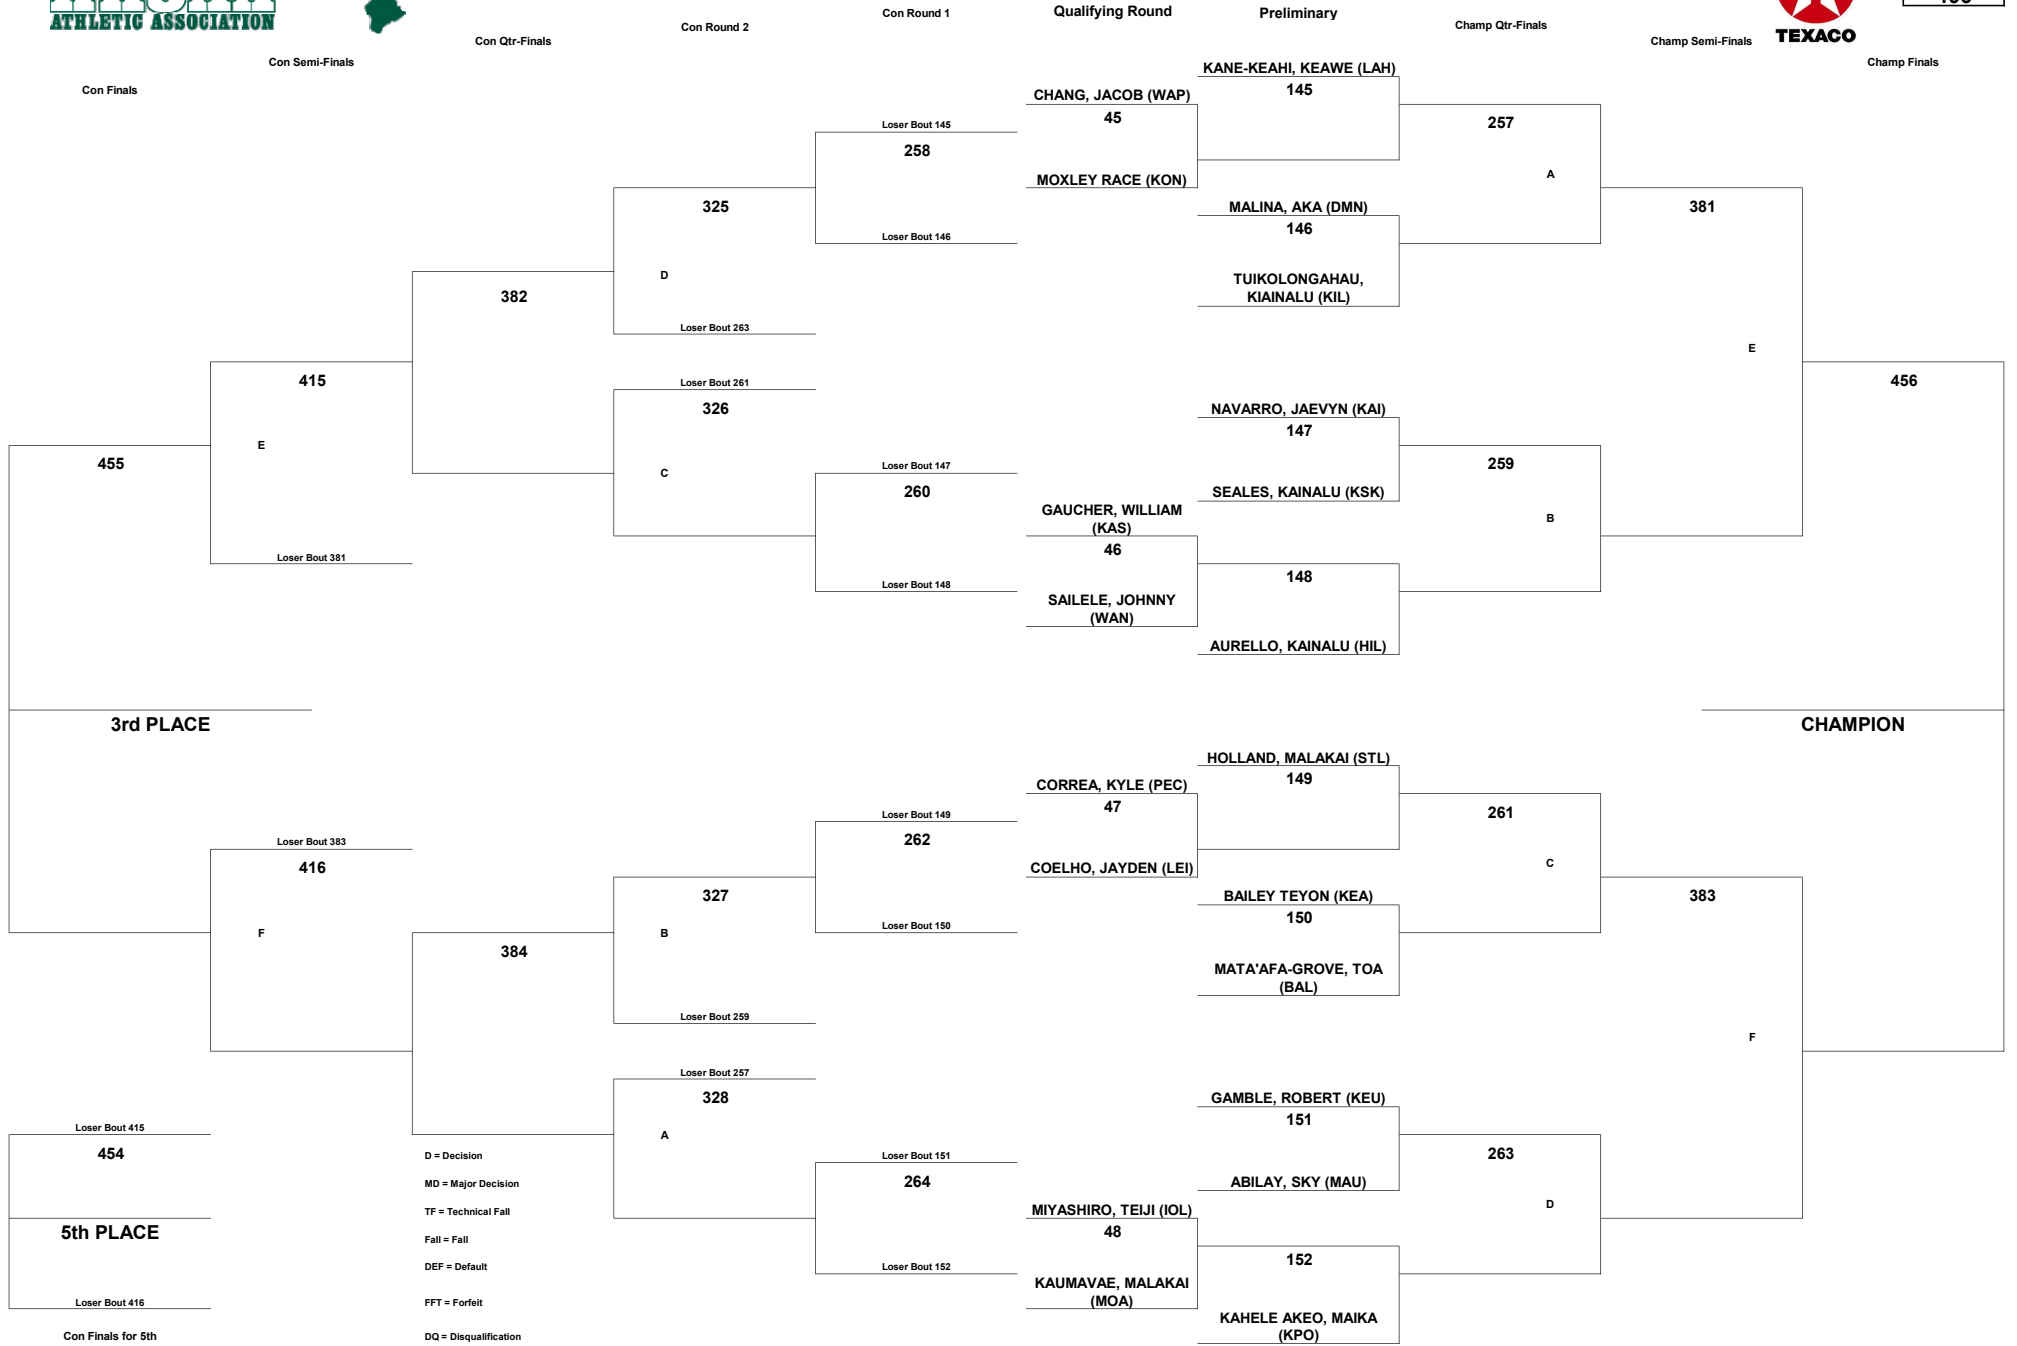 ATHLETIC ASSOCIATION
TEXACO
Con Finals
Con Semi-Finals
Con Qtr-Finals
Con Round 2
Con Round 1
Qualifying Round
Preliminary
Champ Qtr-Finals
Champ Semi-Finals
Champ Finals
KANE-KEAHI, KEAWE (LAH)
145
CHANG, JACOB (WAP)
45
MOXLEY RACE (KON)
Loser Bout 145
258
Loser Bout 146
257
A
MALINA, AKA (DMN)
146
TUIKOLONGAHAU,
KIAINALU (KIL)
325
D
Loser Bout 263
381
E
382
Loser Bout 261
326
C
415
E
Loser Bout 381
455
456
NAVARRO, JAEVYN (KAI)
147
SEALES, KAINALU (KSK)
259
B
Loser Bout 147
260
Loser Bout 148
GAUCHER, WILLIAM
(KAS)
46
SAILELE, JOHNNY
(WAN)
148
AURELLO, KAINALU (HIL)
3rd PLACE
CHAMPION
HOLLAND, MALAKAI (STL)
149
CORREA, KYLE (PEC)
47
COELHO, JAYDEN (LEI)
Loser Bout 149
262
Loser Bout 150
261
C
Loser Bout 383
416
F
BAILEY TEYON (KEA)
150
MATA'AFA-GROVE, TOA
(BAL)
327
B
Loser Bout 259
383
F
384
Loser Bout 257
328
A
GAMBLE, ROBERT (KEU)
151
ABILAY, SKY (MAU)
263
D
Loser Bout 151
264
Loser Bout 152
MIYASHIRO, TEIJI (IOL)
48
KAUMAVAE, MALAKAI
(MOA)
152
KAHELE AKEO, MAIKA
(KPO)
Loser Bout 415
454
5th PLACE
Loser Bout 416
Con Finals for 5th
D = Decision
MD = Major Decision
TF = Technical Fall
Fall = Fall
DEF = Default
FFT = Forfeit
DQ = Disqualification